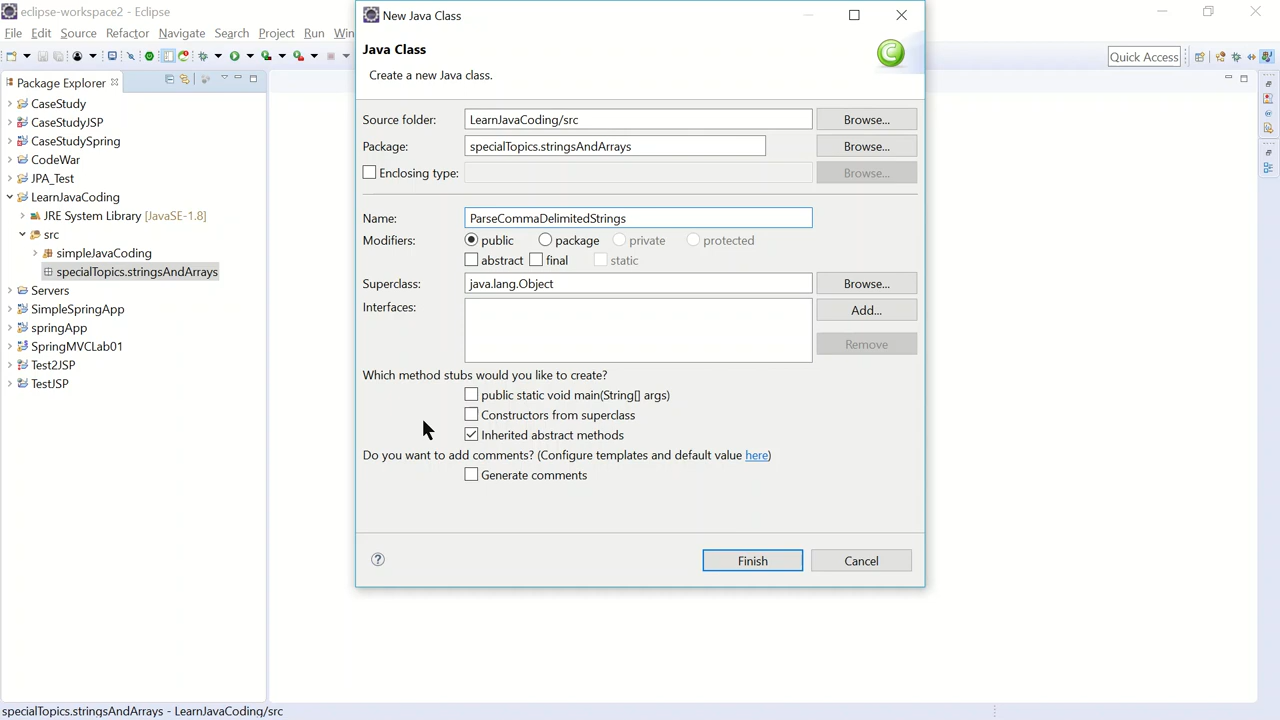 eclipse-workspace2 - Eclipse
File Edit Source Refactor Navigate Search Project Run
Quick Access
Package Explorer
CaseStudy
CaseStudyJSP
CaseStudySpring
CodeWar
JPA_Test
LearnJavaCoding
JRE System Library [JavaSE-1.8]
src
simpleJavaCoding
specialTopics.stringsAndArrays
Servers
SimpleSpringApp
springApp
SpringMVCLab01
Test2JSP
TestJSP
New Java Class
Java Class
Create a new Java class.
Source folder: LearnJavaCoding/src Browse...
Package: specialTopics.stringsAndArrays Browse...
Enclosing type: Browse...
Name: ParseCommaDelimitedStrings
Modifiers: public package private protected
abstract final static
Superclass: java.lang.Object Browse...
Interfaces: Add...
Remove
Which method stubs would you like to create?
public static void main(String[] args)
Constructors from superclass
Inherited abstract methods
Do you want to add comments? (Configure templates and default value here)
Generate comments
Finish Cancel
specialTopics.stringsAndArrays - LearnJavaCoding/src